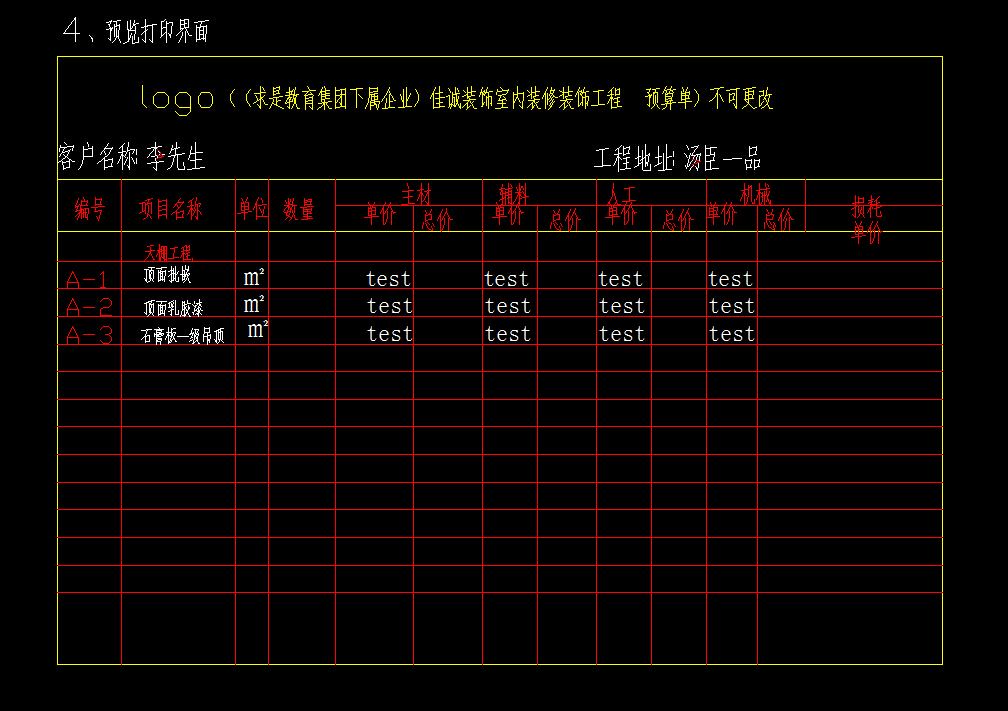 4、预览打印界面
logo（（求是教育集团下属企业）佳诚装饰室内装修装饰工程 预算单）不可更改
客户名称:李先生 工程地址:汤臣一品
编号 项目名称 单位 数量 主材 辅料 人工 机械 损耗
单价 总价 单价 总价 单价 总价 单价 总价 单价
天棚工程
A-1 顶面批嵌 m² test test test test
A-2 顶面乳胶漆 m² test test test test
A-3 石膏板一级吊顶 m² test test test test